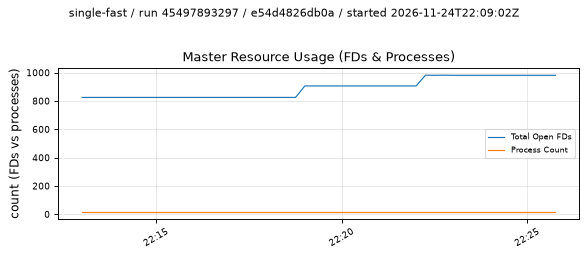 single-fast / run 45497893297 / e54d4826db0a / started 2026-11-24T22:09:02Z
Master Resource Usage (FDs & Processes)
count (FDs vs processes)
1000
800
600
400
200
0
Total Open FDs
Process Count
22:15
22:20
22:25